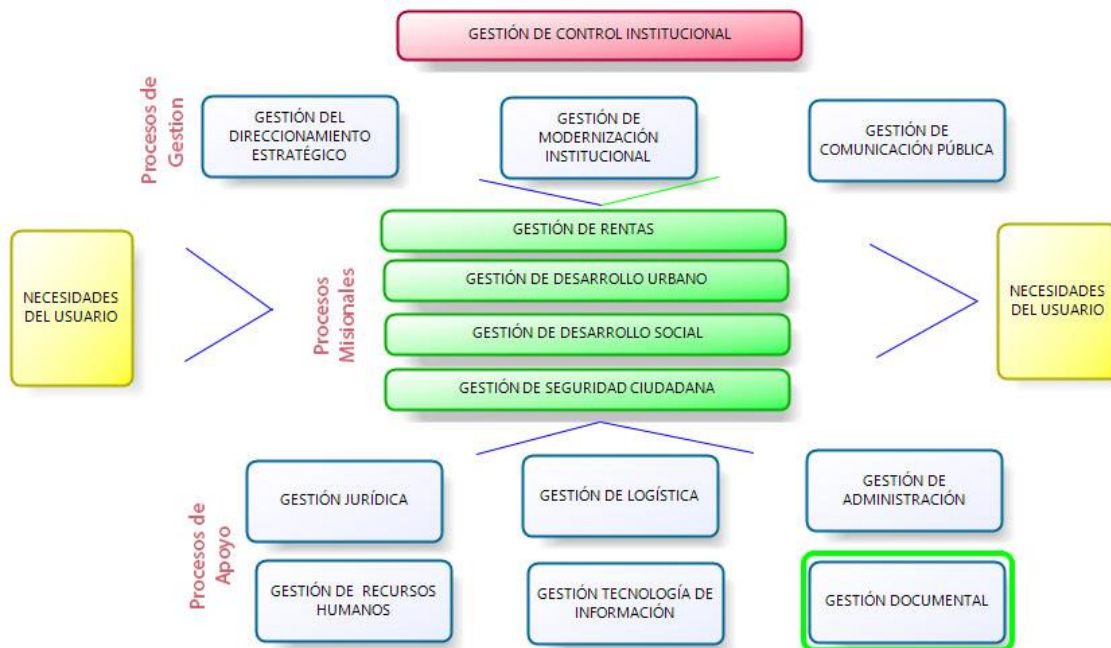 GESTIÓN DE CONTROL INSTITUCIONAL
Procesos de
Gestion
GESTIÓN DEL
DIRECCIONAMIENTO
ESTRATÉGICO
GESTIÓN DE
MODERNIZACIÓN
INSTITUCIONAL
GESTIÓN DE
COMUNICACIÓN PÚBLICA
NECESIDADES
DEL USUARIO
Procesos
Misionales
GESTIÓN DE RENTAS
GESTIÓN DE DESARROLLO URBANO
GESTIÓN DE DESARROLLO SOCIAL
GESTIÓN DE SEGURIDAD CIUDADANA
NECESIDADES
DEL USUARIO
Procesos de
Apoyo
GESTIÓN JURÍDICA
GESTIÓN DE LOGÍSTICA
GESTIÓN DE
ADMINISTRACIÓN
GESTIÓN DE RECURSOS
HUMANOS
GESTIÓN TECNOLOGÍA DE
INFORMACIÓN
GESTIÓN DOCUMENTAL